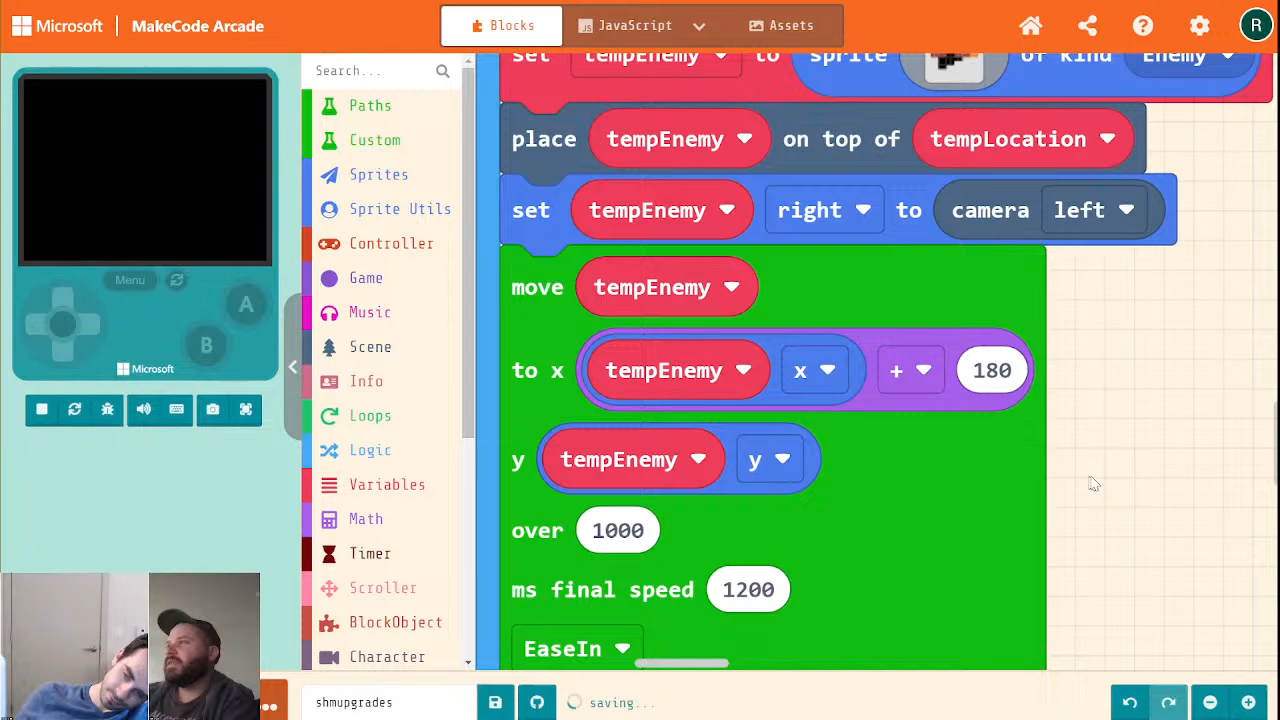 Microsoft | MakeCode Arcade
Blocks
JavaScript
Assets
R
Search...
Paths
Custom
Sprites
Sprite Utils
Controller
Game
Music
Scene
Info
Loops
Logic
Variables
Math
Timer
Scroller
BlockObject
Character
Menu
A
B
Microsoft
set tempEnemy to sprite of kind Enemy
place tempEnemy on top of tempLocation
set tempEnemy right to camera left
move tempEnemy
to x tempEnemy x + 180
y tempEnemy y
over 1000
ms final speed 1200
EaseIn
shmupgrades
saving...